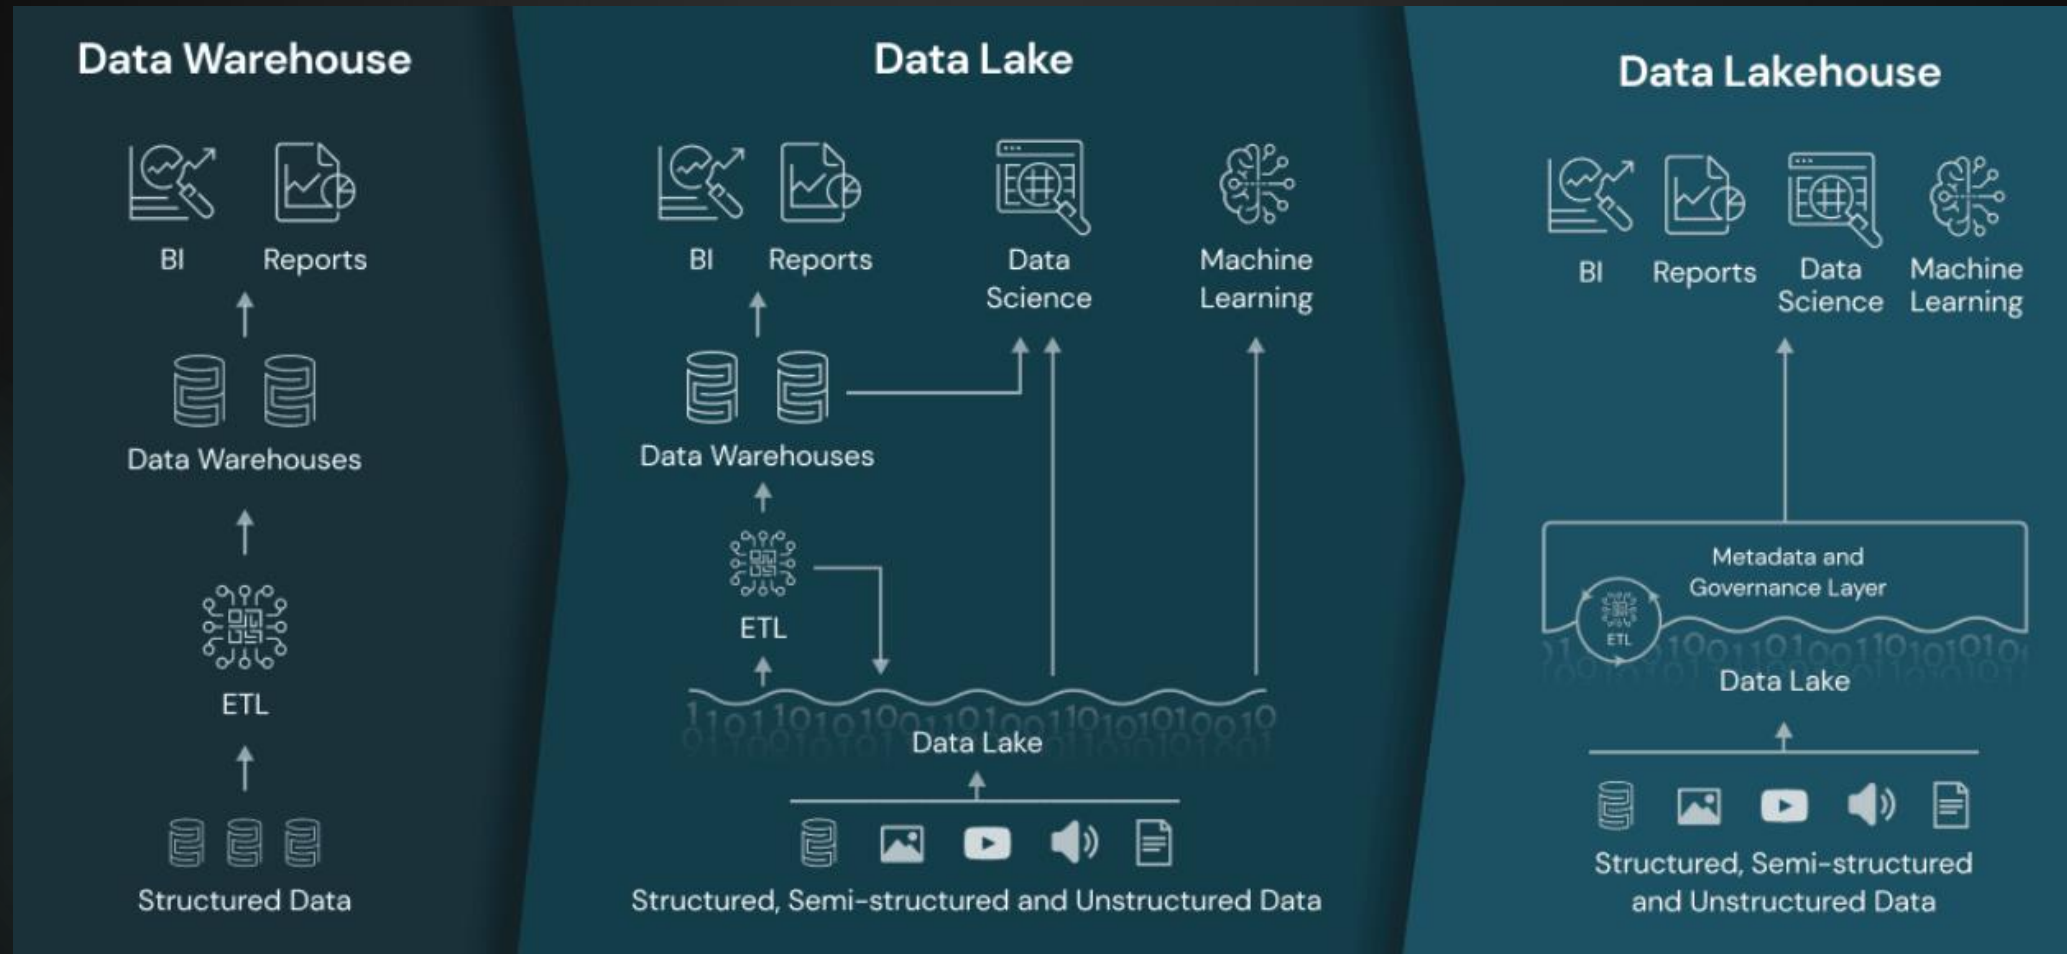 Data Warehouse
BI
Reports
Data Warehouses
ETL
Structured Data
Data Lake
BI
Reports
Data
Science
Machine
Learning
Data Warehouses
ETL
Data Lake
Structured, Semi-structured and Unstructured Data
Data Lakehouse
BI
Reports
Data
Science
Machine
Learning
Metadata and
Governance Layer
ETL
Data Lake
Structured, Semi-structured
and Unstructured Data